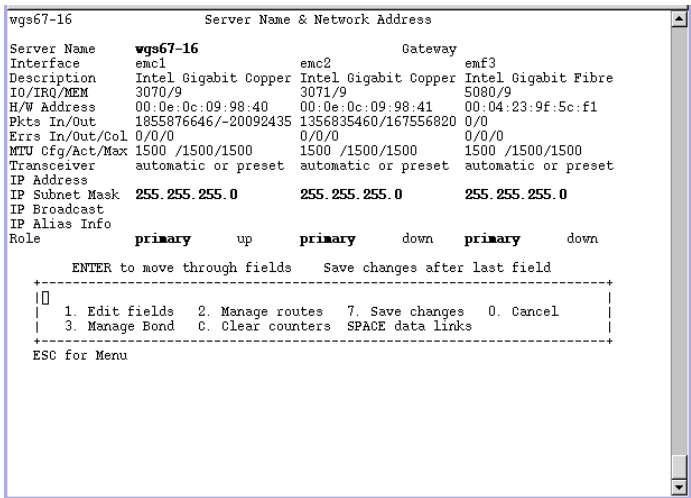 wgs67-16 Server Name & Network Address
Server Name wgs67-16 Gateway
Interface emc1 emc2 emf3
Description Intel Gigabit Copper Intel Gigabit Copper Intel Gigabit Fibre
IO/IRQ/MEM 3070/9 3071/9 5080/9
H/W Address 00:0e:0c:09:98:40 00:0e:0c:09:98:41 00:04:23:9f:5c:f1
Pkts In/Out 1855876646/-20092435 1356835460/167556820 0/0
Errs In/Out/Col 0/0/0 0/0/0 0/0/0
MTU Cfg/Act/Max 1500 /1500/1500 1500 /1500/1500 1500 /1500/1500
Transceiver automatic or preset automatic or preset automatic or preset
IP Address
IP Subnet Mask 255.255.255.0 255.255.255.0 255.255.255.0
IP Broadcast
IP Alias Info
Role primary up primary down primary down
ENTER to move through fields Save changes after last field
1. Edit fields 2. Manage routes 7. Save changes 0. Cancel
3. Manage Bond C. Clear counters SPACE data links
ESC for Menu